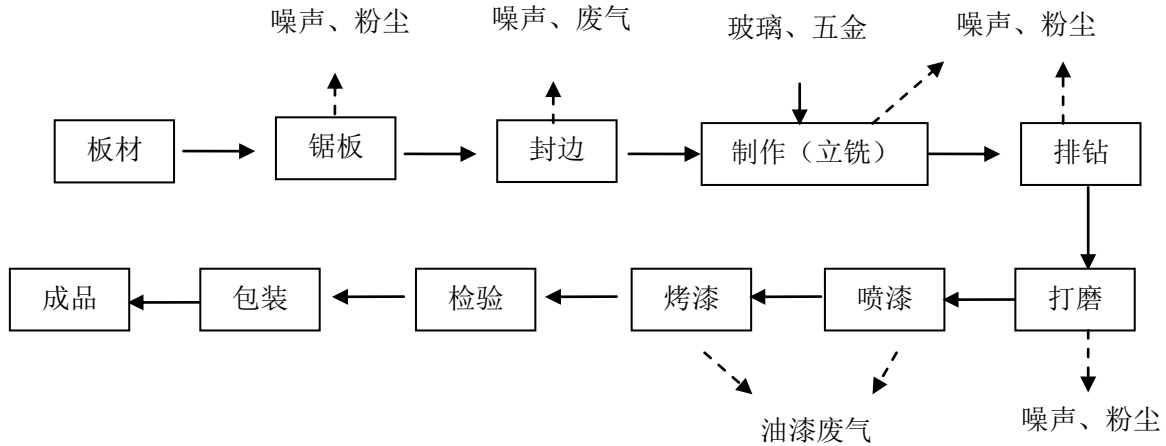 噪声、粉尘
噪声、废气
玻璃、五金
噪声、粉尘
板材
锯板
封边
制作（立铣）
排钻
成品
包装
检验
烤漆
喷漆
打磨
油漆废气
噪声、粉尘